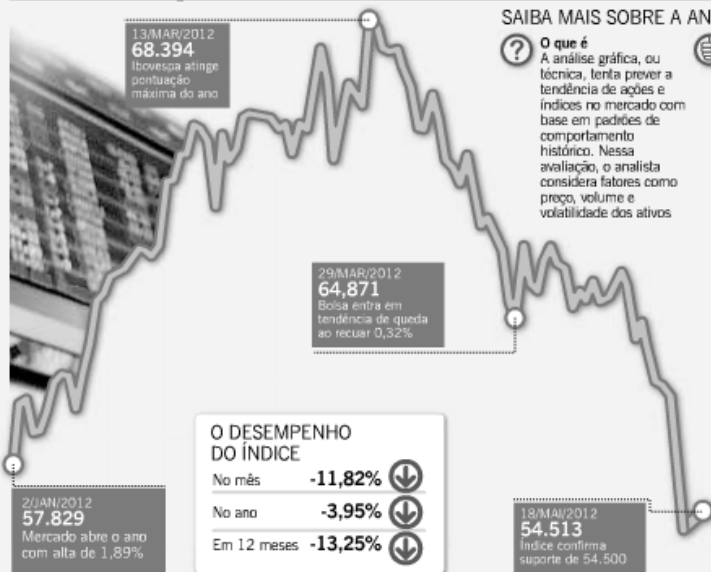 SAIBA MAIS SOBRE A AN
13/MAR/2012
68.394
Ibovespa atinge
pontuação
máxima do ano
?
O que é
A análise gráfica, ou
técnica, tenta prever a
tendência de ações e
índices no mercado com
base em padrões de
comportamento
histórico. Nessa
avaliação, o analista
considera fatores como
preço, volume e
volatilidade dos ativos
29/MAR/2012
64,871
Bolsa entra em
tendência de queda
ao recuar 0,32%
O DESEMPENHO
DO ÍNDICE
No mês -11,82%
No ano -3,95%
Em 12 meses -13,25%
2/JAN/2012
57.829
Mercado abre o ano
com alta de 1,89%
18/MAI/2012
54.513
Índice confirma
suporte de 54.500